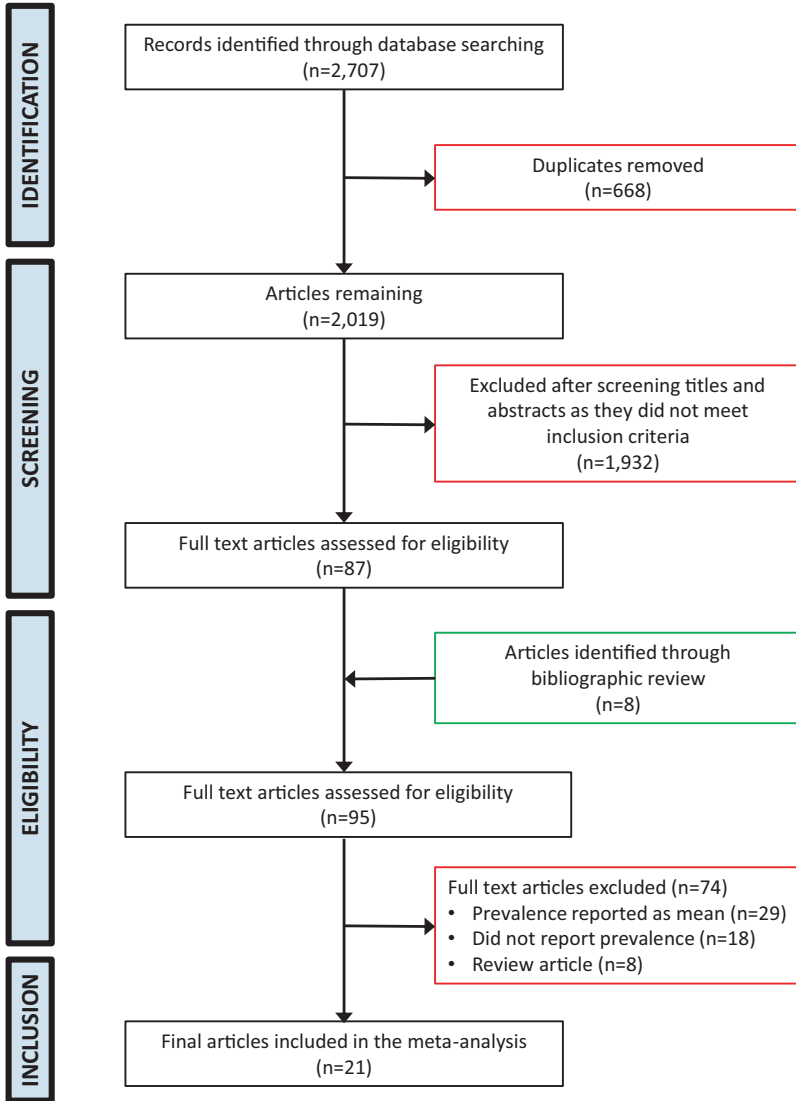 IDENTIFICATION
Records identified through database searching
(n=2,707)
Duplicates removed
(n=668)
SCREENING
Articles remaining
(n=2,019)
Excluded after screening titles and
abstracts as they did not meet
inclusion criteria
(n=1,932)
Full text articles assessed for eligibility
(n=87)
ELIGIBILITY
Articles identified through
bibliographic review
(n=8)
Full text articles assessed for eligibility
(n=95)
Full text articles excluded (n=74)
• Prevalence reported as mean (n=29)
• Did not report prevalence (n=18)
• Review article (n=8)
INCLUSION
Final articles included in the meta-analysis
(n=21)